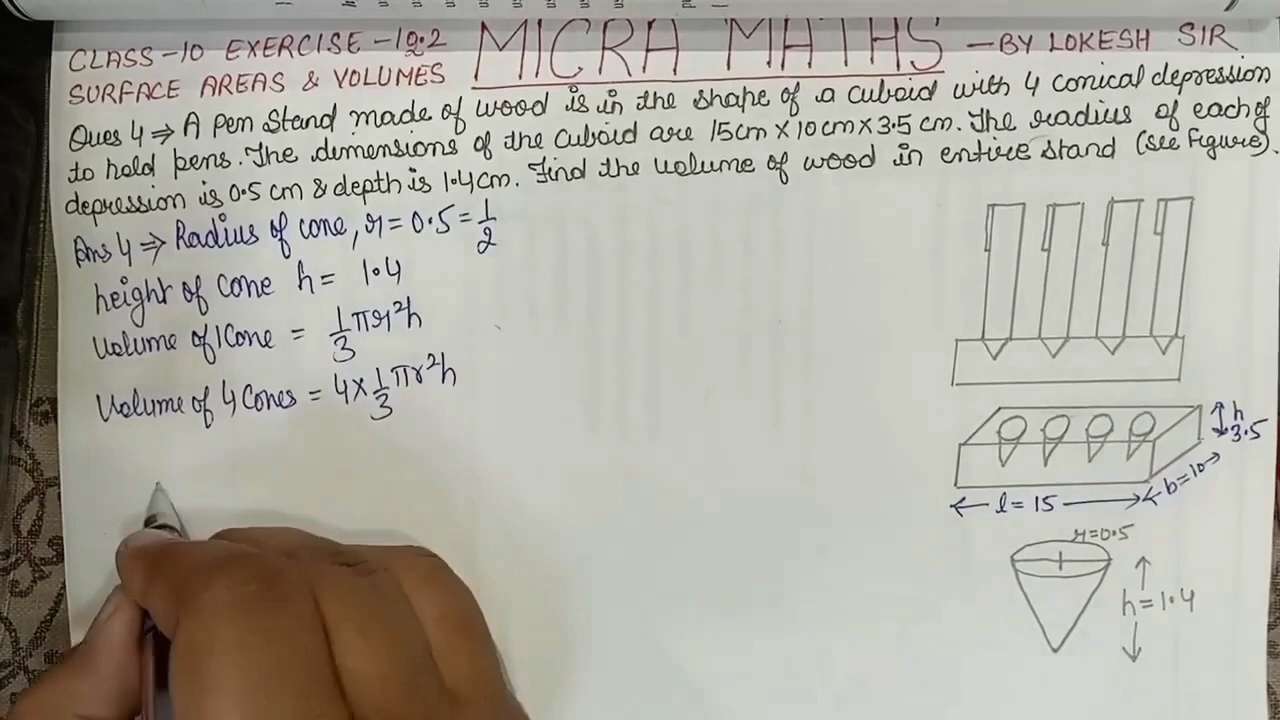 CLASS-10 EXERCISE-12.2 MICRA MATHS -BY LOKESH SIR
SURFACE AREAS & VOLUMES
Ques 4 ⇒ A pen stand made of wood is in the shape of a cuboid with 4 conical depression
to hold pens. The dimensions of the cuboid are 15cm×10cm×3.5 cm. The radius of each of
depression is 0.5 cm & depth is 1.4cm. Find the volume of wood in entire stand (see Figure).
Ans 4 ⇒ Radius of cone, r = 0.5 = 1/2
height of cone h = 1.4
Volume of 1 Cone = 1/3 πr²h
Volume of 4 Cones = 4 × 1/3 πr²h
h
3.5
b=10
l = 15
r=0.5
h=1.4